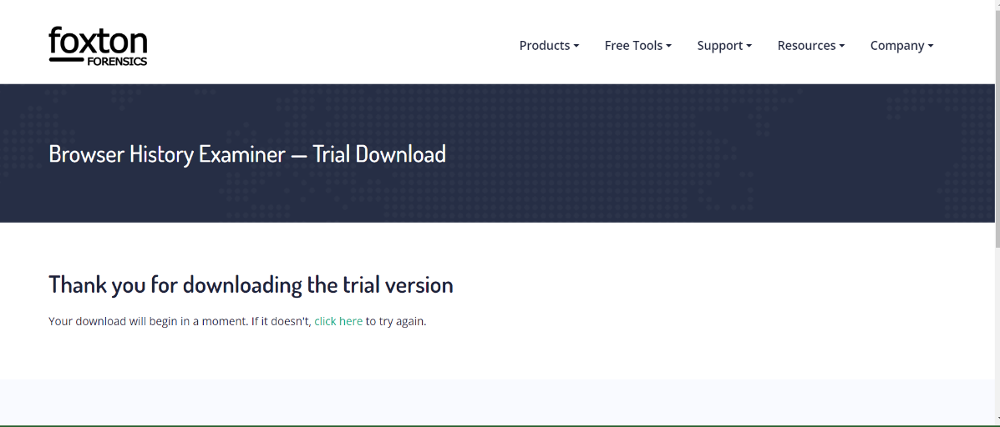 foxton
FORENSICS
Products Free Tools Support Resources Company
Browser History Examiner — Trial Download
Thank you for downloading the trial version
Your download will begin in a moment. If it doesn't, click here to try again.